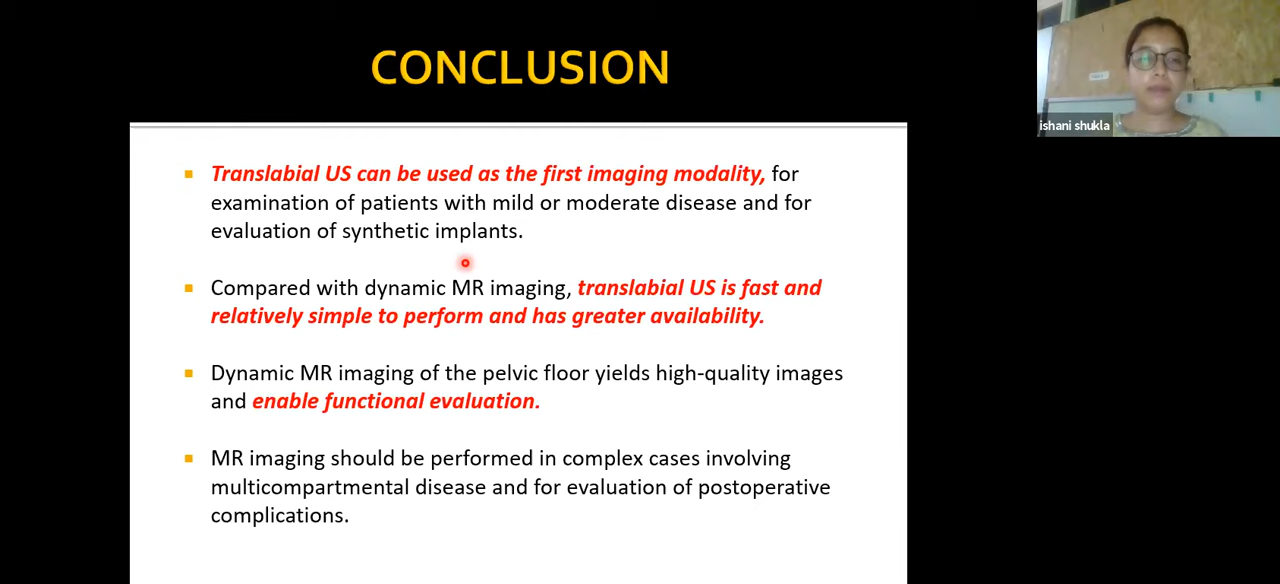 CONCLUSION
ishani shukla
Translabial US can be used as the first imaging modality, for
examination of patients with mild or moderate disease and for
evaluation of synthetic implants.
Compared with dynamic MR imaging, translabial US is fast and
relatively simple to perform and has greater availability.
Dynamic MR imaging of the pelvic floor yields high-quality images
and enable functional evaluation.
MR imaging should be performed in complex cases involving
multicompartmental disease and for evaluation of postoperative
complications.